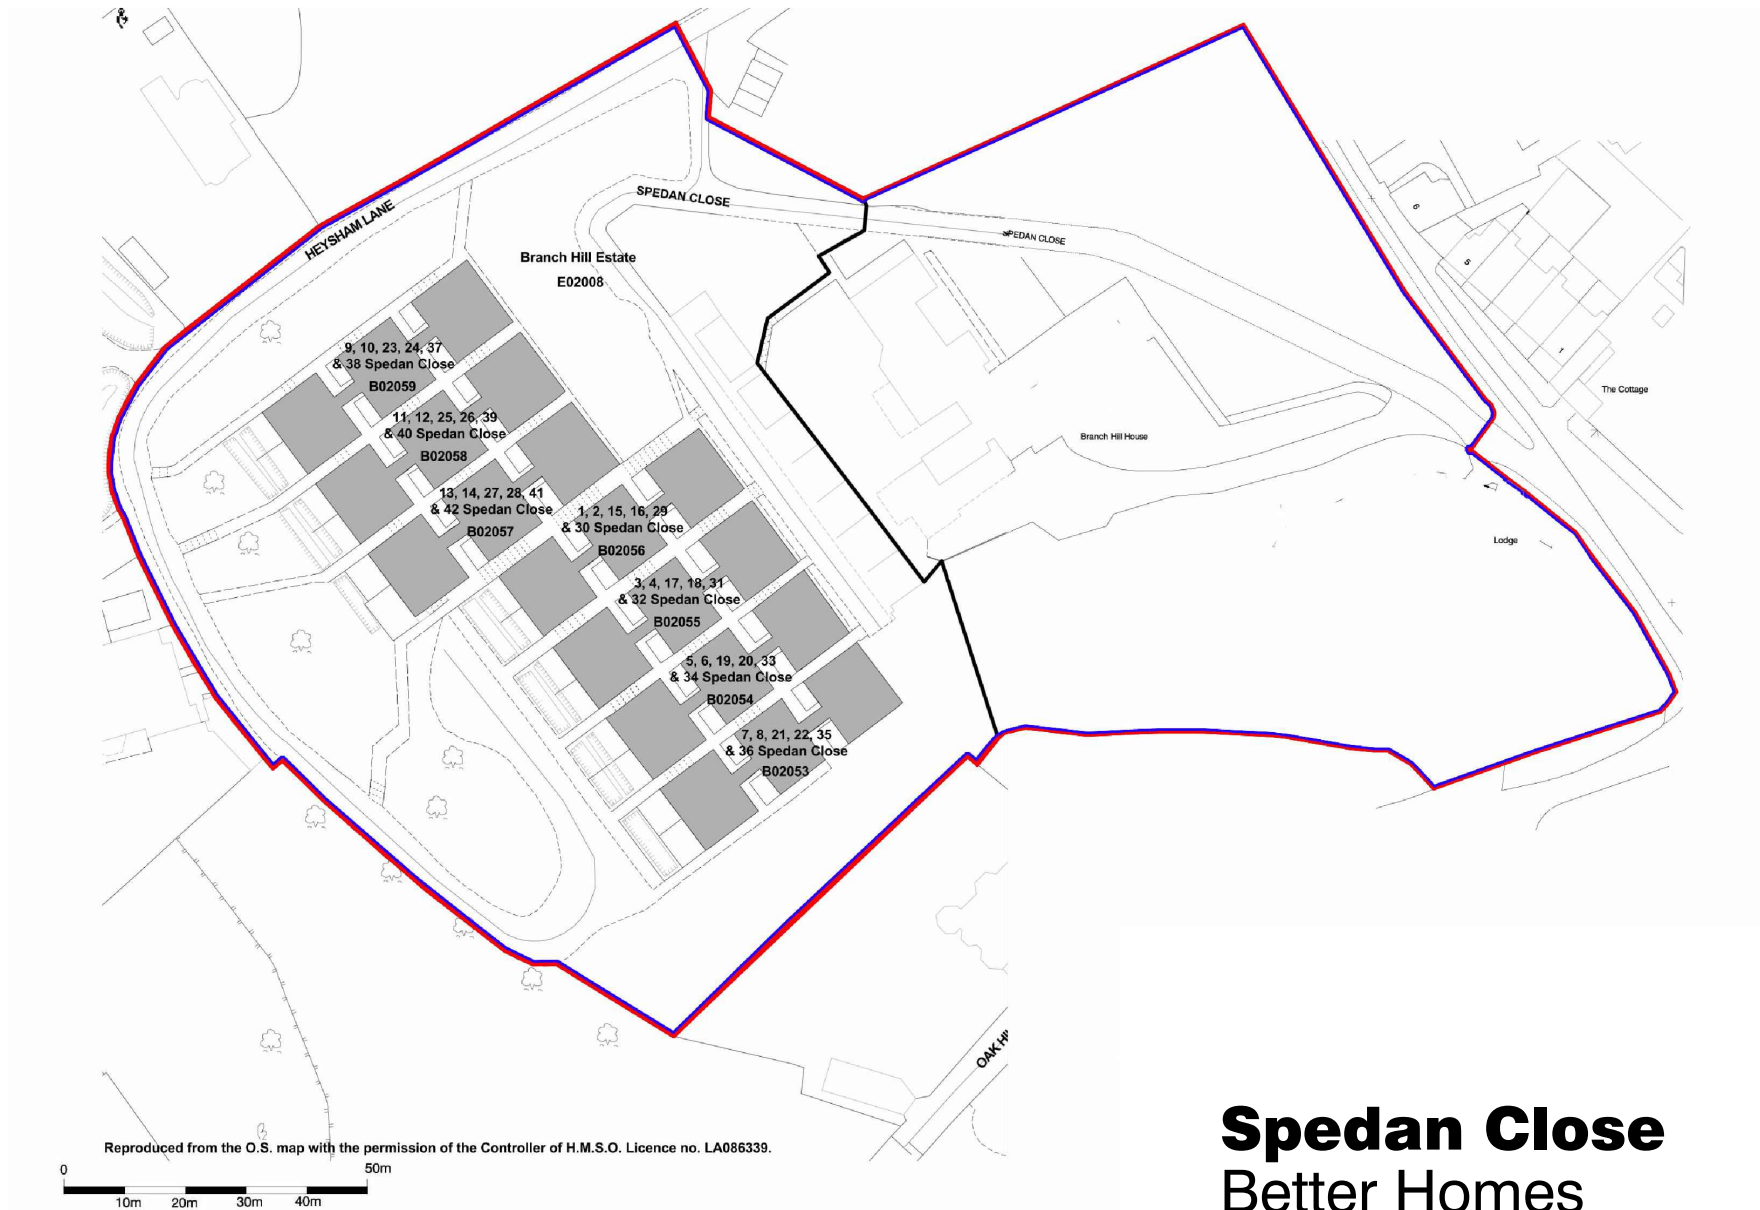 HEYSHAM LANE
SPEDAN CLOSE
SPEDAN CLOSE
Branch Hill Estate
E02008
9, 10, 23, 24, 37
& 38 Spedan Close
B02059
11, 12, 25, 26, 39
& 40 Spedan Close
B02058
13, 14, 27, 28, 41
& 42 Spedan Close
B02057
1, 2, 15, 16, 29
& 30 Spedan Close
B02056
3, 4, 17, 18, 31
& 32 Spedan Close
B02055
5, 6, 19, 20, 33
& 34 Spedan Close
B02054
7, 8, 21, 22, 35
& 36 Spedan Close
B02053
6
5
1
The Cottage
Branch Hill House
Lodge
OAK HI
Reproduced from the O.S. map with the permission of the Controller of H.M.S.O. Licence no. LA086339.
0 50m
10m 20m 30m 40m
Spedan Close
Better Homes